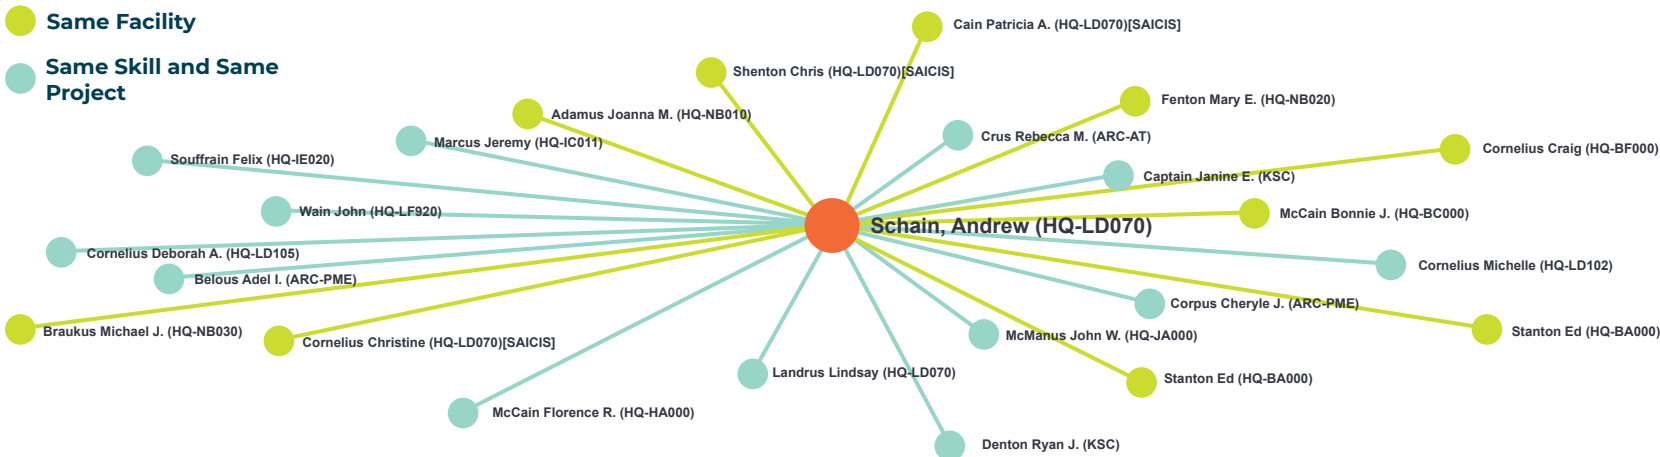 Same Facility
Same Skill and Same
Project
Cain Patricia A. (HQ-LD070)[SAICIS]
Shenton Chris (HQ-LD070)[SAICIS]
Fenton Mary E. (HQ-NB020)
Adamus Joanna M. (HQ-NB010)
Crus Rebecca M. (ARC-AT)
Marcus Jeremy (HQ-IC011)
Cornelius Craig (HQ-BF000)
Souffrain Felix (HQ-IE020)
Captain Janine E. (KSC)
Wain John (HQ-LF920)
McCain Bonnie J. (HQ-BC000)
Schain, Andrew (HQ-LD070)
Cornelius Deborah A. (HQ-LD105)
Cornelius Michelle (HQ-LD102)
Belous Adel I. (ARC-PME)
Corpus Cheryle J. (ARC-PME)
Braukus Michael J. (HQ-NB030)
Stanton Ed (HQ-BA000)
McManus John W. (HQ-JA000)
Cornelius Christine (HQ-LD070)[SAICIS]
Landrus Lindsay (HQ-LD070)
Stanton Ed (HQ-BA000)
McCain Florence R. (HQ-HA000)
Denton Ryan J. (KSC)